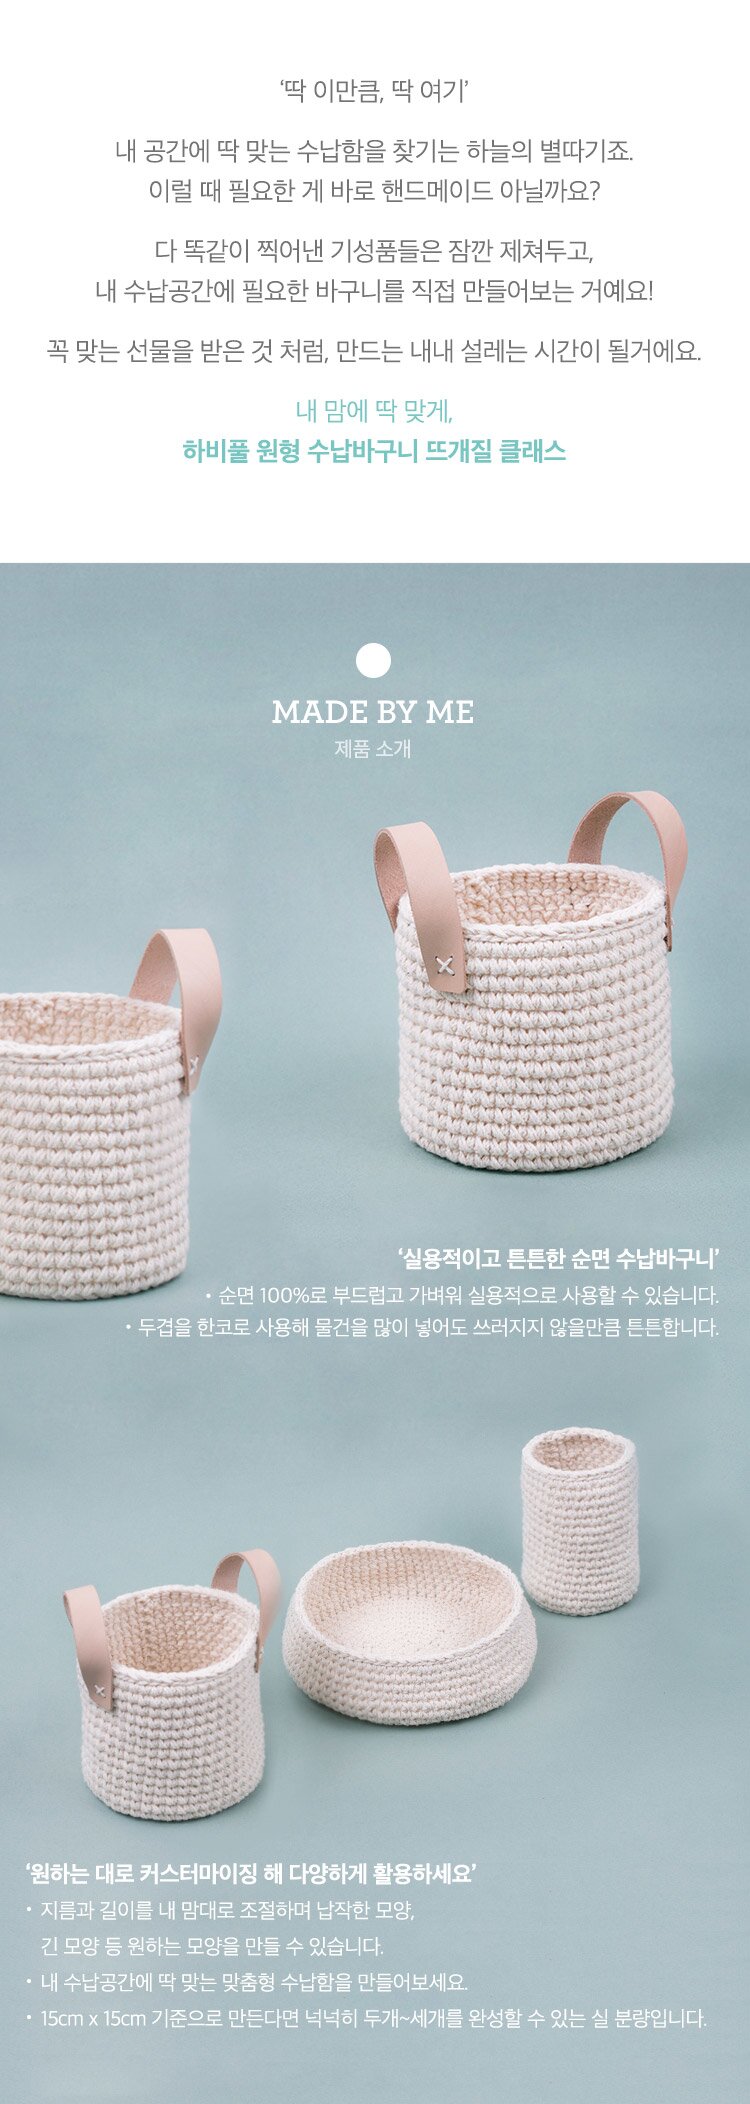 ‘딱 이만큼, 딱 여기’
내 공간에 딱 맞는 수납함을 찾기는 하늘의 별따기죠.
이럴 때 필요한 게 바로 핸드메이드 아닐까요?
다 똑같이 찍어낸 기성품들은 잠깐 제쳐두고,
내 수납공간에 필요한 바구니를 직접 만들어보는 거예요!
꼭 맞는 선물을 받은 것 처럼, 만드는 내내 설레는 시간이 될거에요.
내 맘에 딱 맞게,
하비풀 원형 수납바구니 뜨개질 클래스
MADE BY ME
제품 소개
‘실용적이고 튼튼한 순면 수납바구니’
• 순면 100%로 부드럽고 가벼워 실용적으로 사용할 수 있습니다.
• 두겹을 한코로 사용해 물건을 많이 넣어도 쓰러지지 않을만큼 튼튼합니다.
‘원하는 대로 커스터마이징 해 다양하게 활용하세요’
• 지름과 길이를 내 맘대로 조절하며 납작한 모양,
긴 모양 등 원하는 모양을 만들 수 있습니다.
• 내 수납공간에 딱 맞는 맞춤형 수납함을 만들어보세요.
• 15cm x 15cm 기준으로 만든다면 넉넉히 두개~세개를 완성할 수 있는 실 분량입니다.